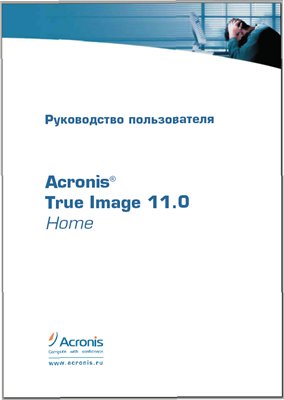 Руководство пользователя
Acronis®
True Image 11.0
Home
Acronis
Compute with confidence
www.acronis.ru